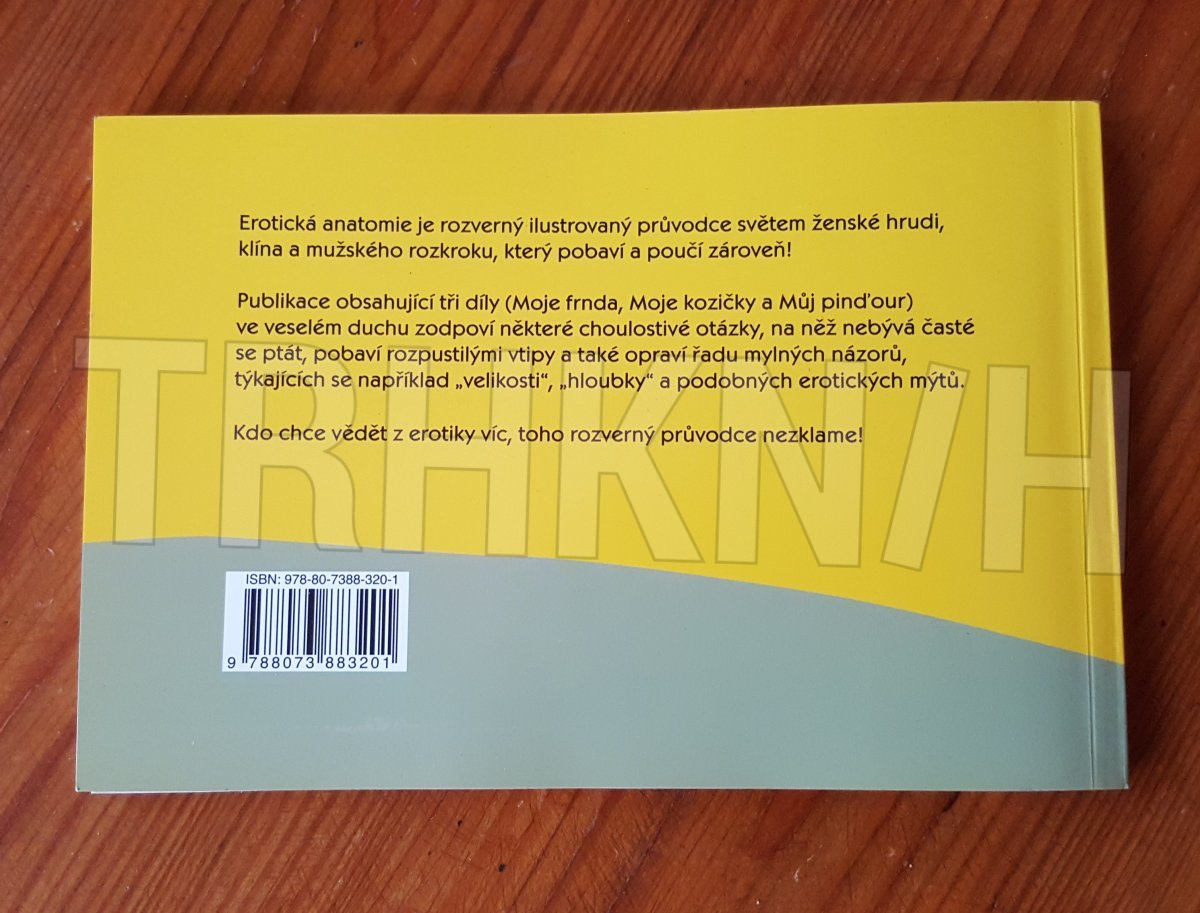 Erotická anatomie je rozverný ilustrovaný průvodce světem ženské hrudi,
klína a mužského rozkroku, který pobaví a poučí zároveň!
Publikace obsahující tři díly (Moje frnda, Moje kozičky a Můj pinďour)
ve veselém duchu zodpoví některé choulostivé otázky, na něž nebývá časté
se ptát, pobaví rozpustilými vtipy a také opraví řadu mylných názorů,
týkajících se například „velikosti“, „hloubky“ a podobných erotických mýtů.
TRHKN/H
Kdo chce vědět z erotiky víc, toho rozverný průvodce nezklame!
ISBN: 978-80-7388-320-1
9 788073 883201